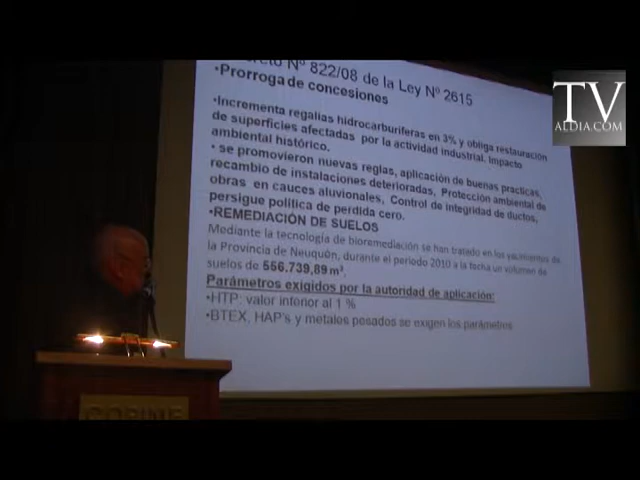 creto Nº 822/08 de la Ley Nº 2615
•Prorroga de concesiones
•Incrementa regalías hidrocarburiferas en 3% y obliga restauración
de superficies afectadas por la actividad industrial. Impacto
ambiental histórico.
• se promovieron nuevas reglas, aplicación de buenas practicas,
recambio de instalaciones deterioradas, Protección ambiental de
obras en cauces aluvionales, Control de integridad de ductos,
persigue política de perdida cero.
•REMEDIACIÓN DE SUELOS
Mediante la tecnología de bioremediación se han tratado en los yacimientos de
la Provincia de Neuquén, durante el periodo 2010 a la fecha un volumen de
suelos de 556.739,89 m³.
Parámetros exigidos por la autoridad de aplicación:
•HTP: valor inferior al 1 %
•BTEX, HAP's y metales pesados se exigen los parámetros
TV
ALDIA.COM